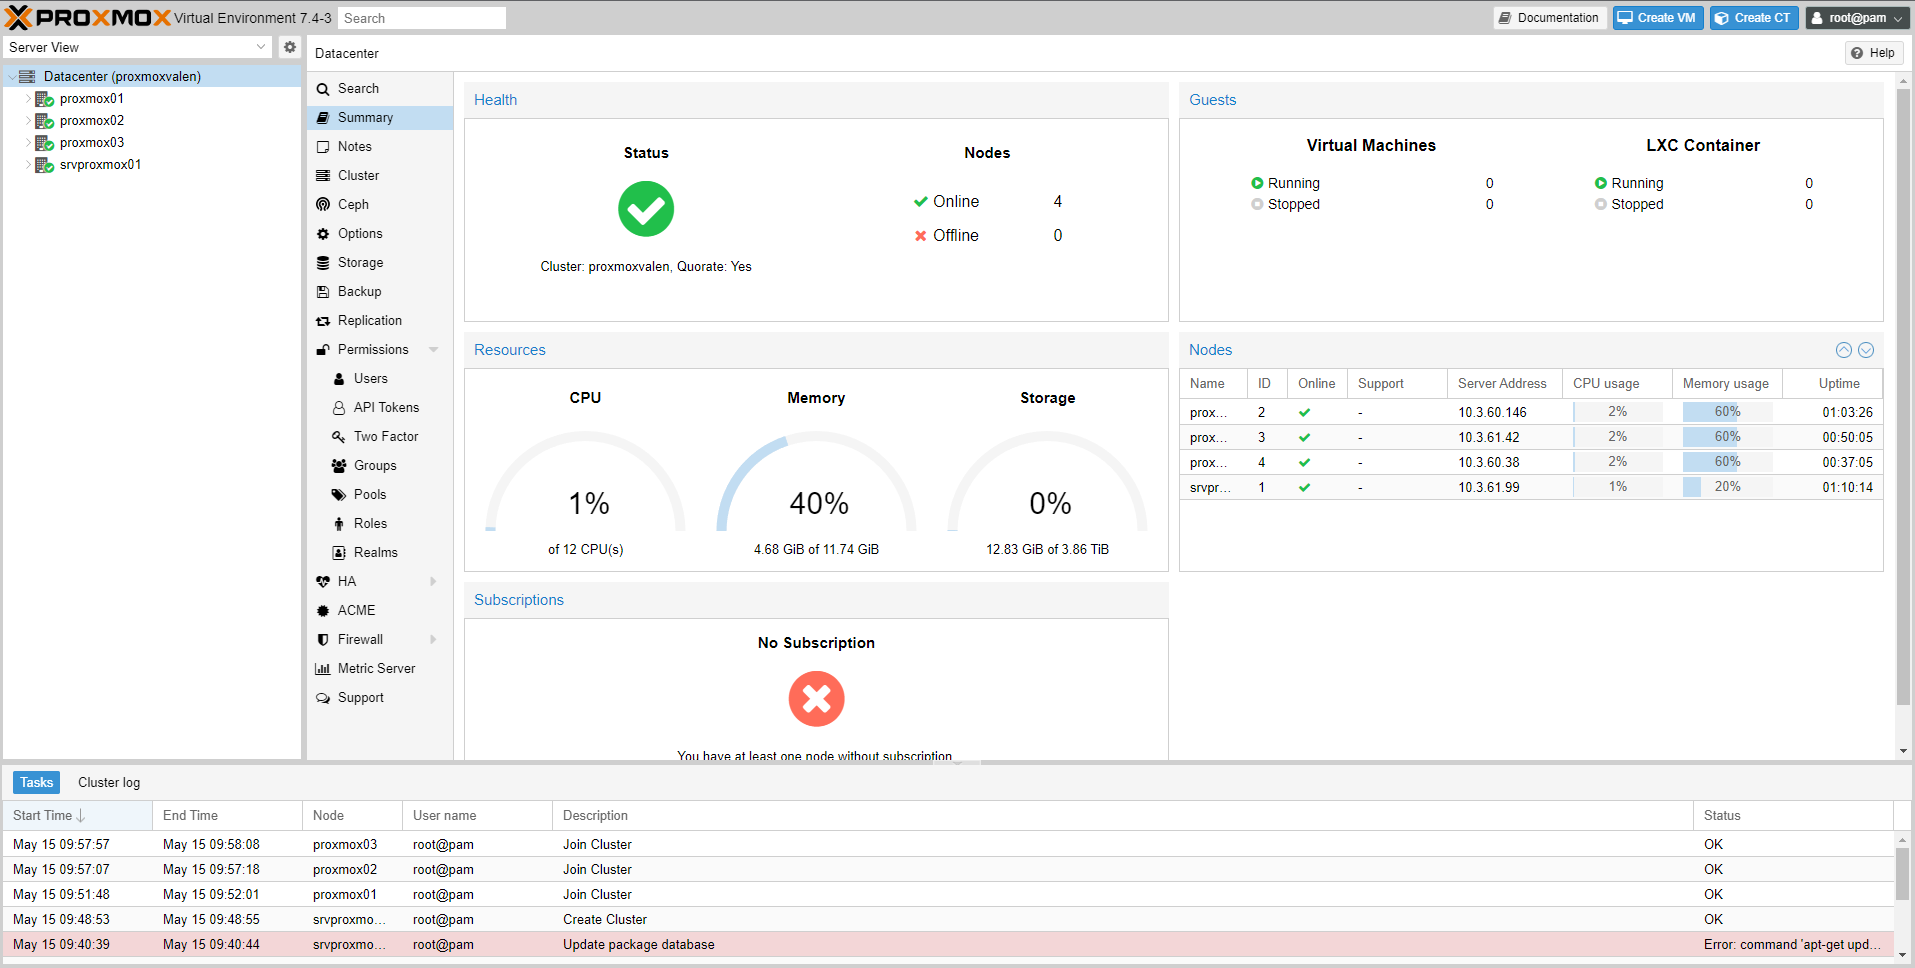 PROXMOX Virtual Environment 7.4-3 Search Documentation Create VM Create CT root@pam
Server View
Datacenter Help
Datacenter (proxmoxvalen)
proxmox01
proxmox02
proxmox03
srvproxmox01
Search
Summary
Notes
Cluster
Ceph
Options
Storage
Backup
Replication
Permissions
Users
API Tokens
Two Factor
Groups
Pools
Roles
Realms
HA
ACME
Firewall
Metric Server
Support
Health
Status
Nodes
Online 4
Offline 0
Cluster: proxmoxvalen, Quorate: Yes
Guests
Virtual Machines
Running 0
Stopped 0
LXC Container
Running 0
Stopped 0
Resources
CPU
1%
of 12 CPU(s)
Memory
40%
4.68 GiB of 11.74 GiB
Storage
0%
12.83 GiB of 3.86 TiB
Nodes
Name ID Online Support Server Address CPU usage Memory usage Uptime
prox... 2 - 10.3.60.146 2% 60% 01:03:26
prox... 3 - 10.3.61.42 2% 60% 00:50:05
prox... 4 - 10.3.60.38 2% 60% 00:37:05
srvpr... 1 - 10.3.61.99 1% 20% 01:10:14
Subscriptions
No Subscription
You have at least one node without subscription
Tasks Cluster log
Start Time End Time Node User name Description Status
May 15 09:57:57 May 15 09:58:08 proxmox03 root@pam Join Cluster OK
May 15 09:57:07 May 15 09:57:18 proxmox02 root@pam Join Cluster OK
May 15 09:51:48 May 15 09:52:01 proxmox01 root@pam Join Cluster OK
May 15 09:48:53 May 15 09:48:55 srvproxmo... root@pam Create Cluster OK
May 15 09:40:39 May 15 09:40:44 srvproxmo... root@pam Update package database Error: command 'apt-get upd...